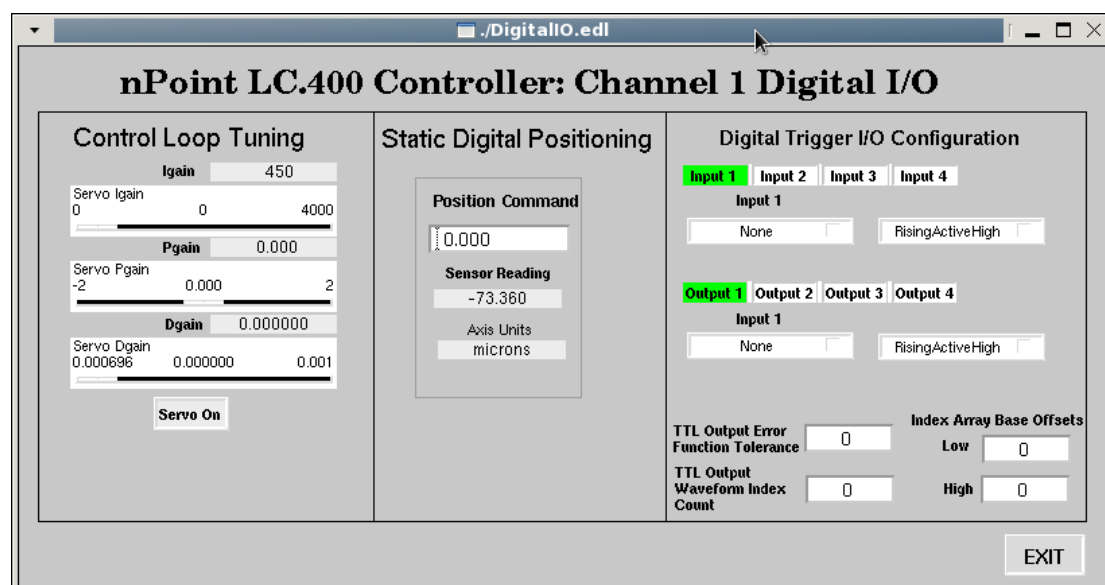 ./DigitalIO.edl
nPoint LC.400 Controller: Channel 1 Digital I/O
Control Loop Tuning
Igain 450
Servo Igain
0 0 4000
Pgain 0.000
Servo Pgain
-2 0.000 2
Dgain 0.000000
Servo Dgain
0.000696 0.000000 0.001
Servo On
Static Digital Positioning
Position Command
0.000
Sensor Reading
-73.360
Axis Units
microns
Digital Trigger I/O Configuration
Input 1 Input 2 Input 3 Input 4
Input 1
None RisingActiveHigh
Output 1 Output 2 Output 3 Output 4
Input 1
None RisingActiveHigh
TTL Output Error
Function Tolerance
0
TTL Output
Waveform Index
Count
0
Index Array Base Offsets
Low 0
High 0
EXIT